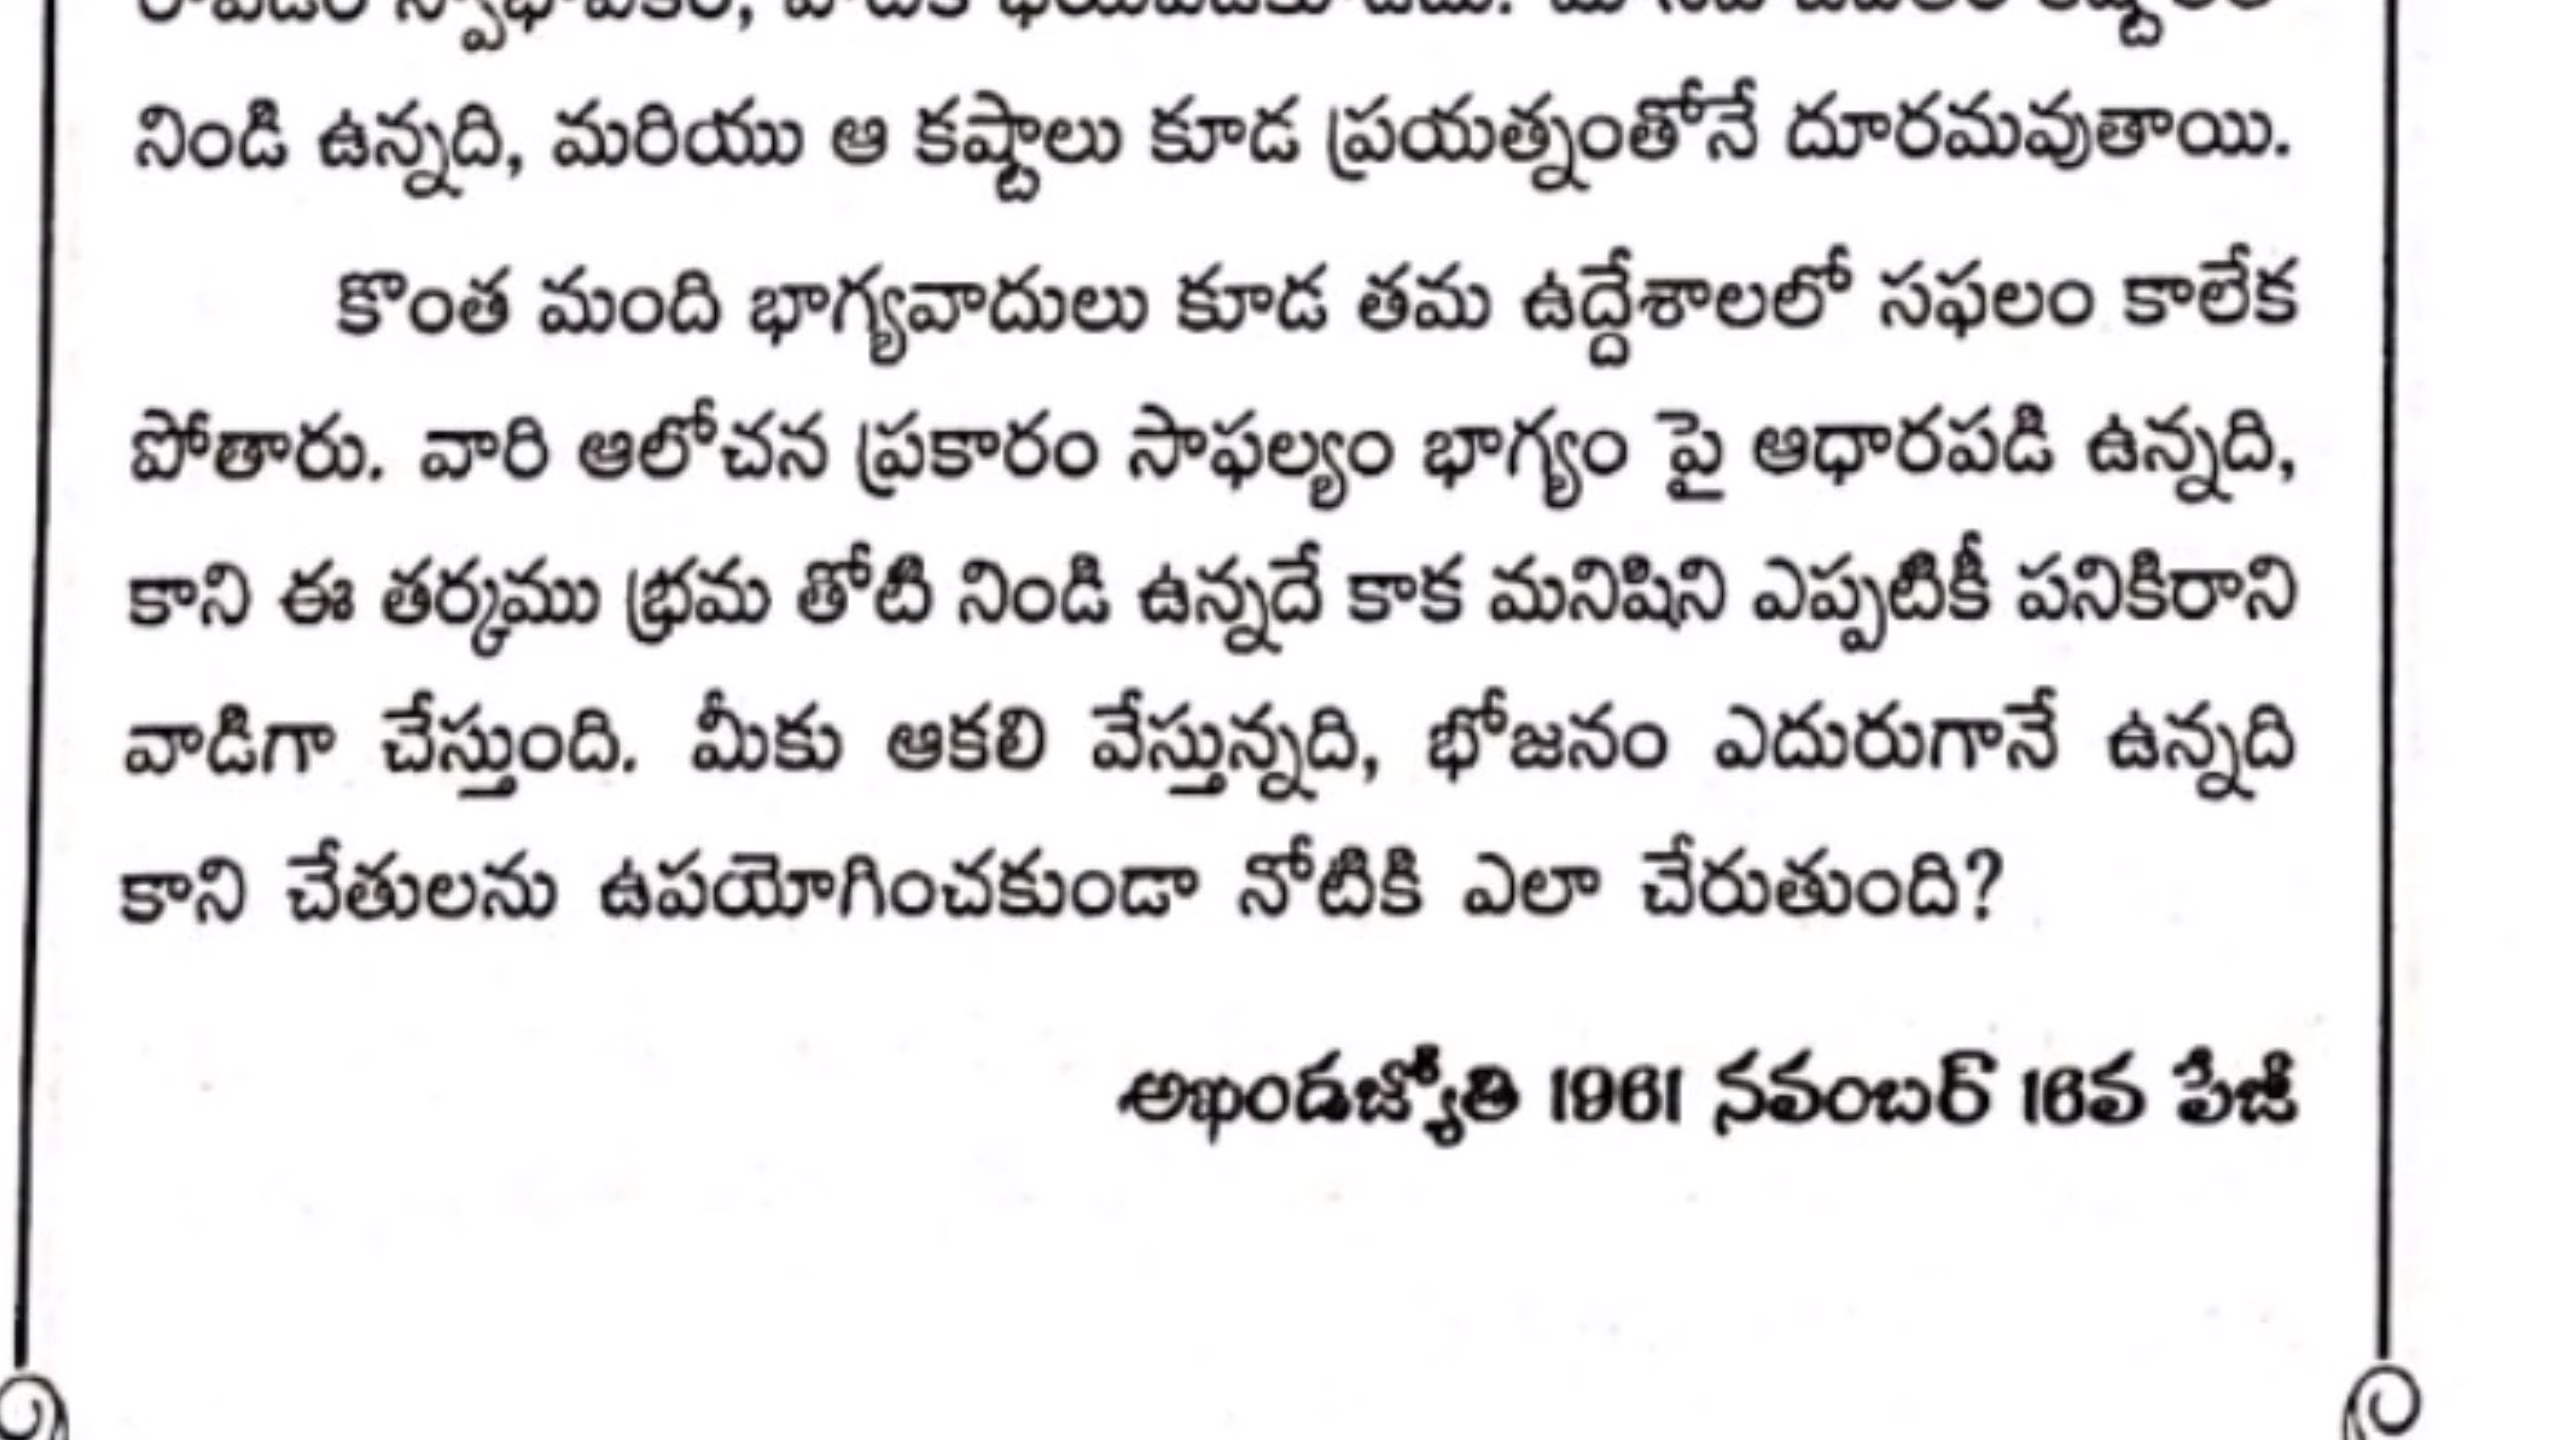 నిండి ఉన్నది, మరియు ఆ కష్టాలు కూడ ప్రయత్నంతోనే దూరమవుతాయి.
కొంత మంది భాగ్యవాదులు కూడ తమ ఉద్దేశాలలో సఫలం కాలేక
పోతారు. వారి ఆలోచన ప్రకారం సాఫల్యం భాగ్యం పై ఆధారపడి ఉన్నది,
కాని ఈ తర్కము భ్రమ తోటి నిండి ఉన్నదే కాక మనిషిని ఎప్పటికీ పనికిరాని
వాడిగా చేస్తుంది. మీకు ఆకలి వేస్తున్నది, భోజనం ఎదురుగానే ఉన్నది
కాని చేతులను ఉపయోగించకుండా నోటికి ఎలా చేరుతుంది?
అఖండజ్యోతి 1961 నవంబర్ 16వ పేజీ